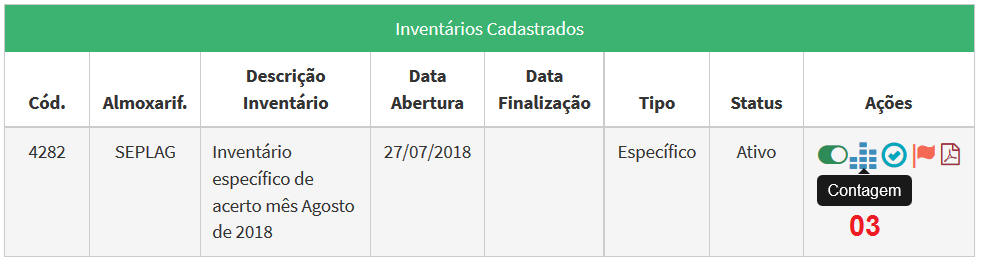 Inventários Cadastrados
Cód.
Almoxarif.
Descrição
Inventário
Data
Abertura
Data
Finalização
Tipo
Status
Ações
4282
SEPLAG
Inventário
específico de
acerto mês Agosto
de 2018
27/07/2018
Específico
Ativo
Contagem
03